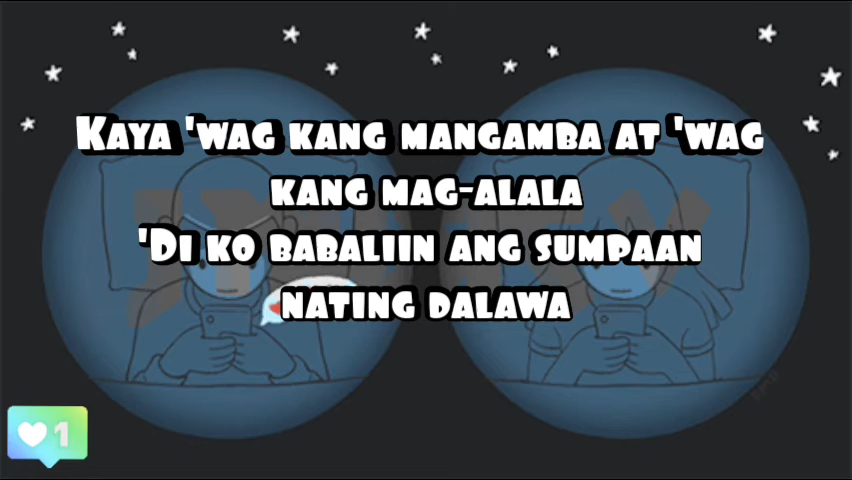 Kaya 'wag kang mangamba at 'wag
kang mag-alala
'Di ko babaliin ang sumpaan
nating dalawa
1